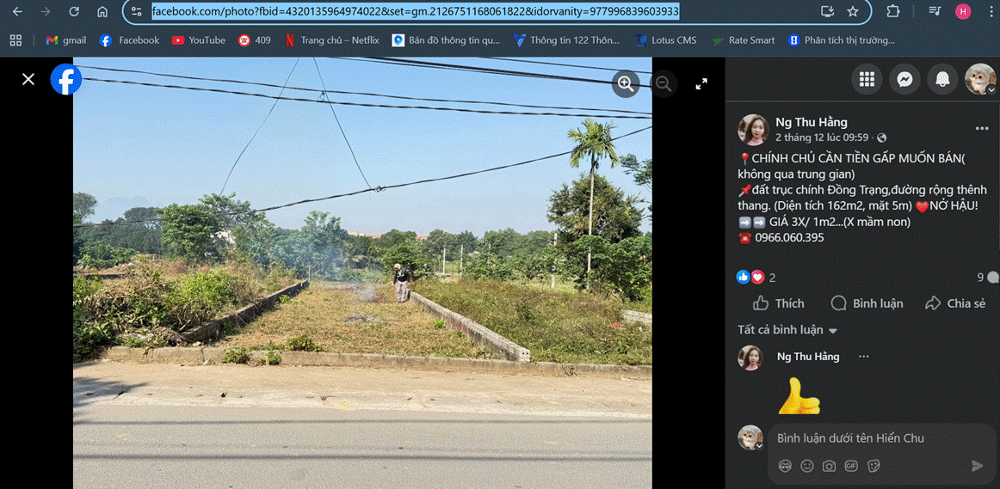 facebook.com/photo?fbid=4320135964974022&set=gm.2126751168061822&idorvanity=977996839603933
gmail
Facebook
YouTube
409
Trang chủ – Netflix
Bản đồ thông tin qu...
Thông tin 122 Thôn...
Lotus CMS
Rate Smart
Phân tích thị trường...
H
Ng Thu Hằng
2 tháng 12 lúc 09:59 ·
📍CHÍNH CHỦ CẦN TIỀN GẤP MUỐN BÁN(
không qua trung gian)
📌đất trục chính Đồng Trạng,đường rộng thênh
thang. (Diện tích 162m2, mặt 5m) ❤️NỞ HẬU!
➡️➡️ GIÁ 3X/ 1m2...(X mầm non)
☎️ 0966.060.395
2
9
Thích
Bình luận
Chia sẻ
Tất cả bình luận
Ng Thu Hằng
Bình luận dưới tên Hiển Chu
GIF